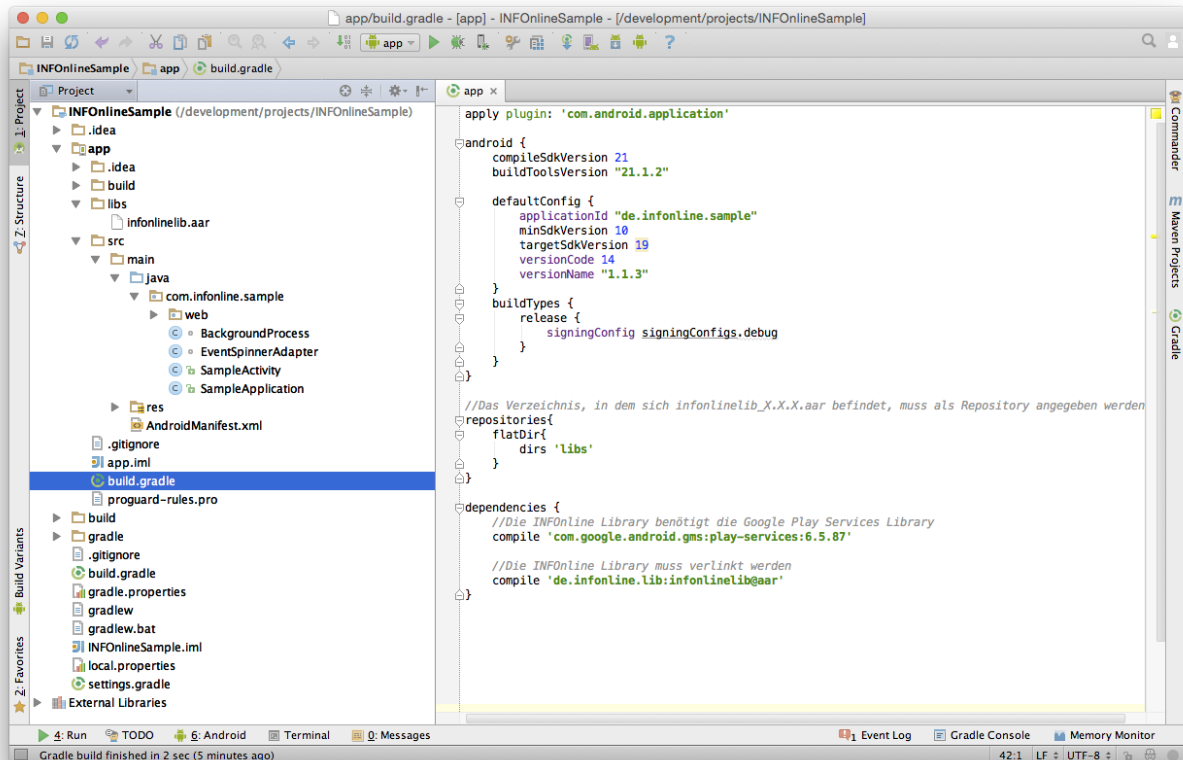 app/build.gradle - [app] - INFOnlineSample - [/development/projects/INFOnlineSample]
app
INFOnlineSample
app
build.gradle
1: Project
Z: Structure
Build Variants
2: Favorites
Project
INFOnlineSample (/development/projects/INFOnlineSample)
.idea
app
.idea
build
libs
infonlinelib.aar
src
main
java
com.infonline.sample
web
BackgroundProcess
EventSpinnerAdapter
SampleActivity
SampleApplication
res
AndroidManifest.xml
.gitignore
app.iml
build.gradle
proguard-rules.pro
build
gradle
.gitignore
build.gradle
gradle.properties
gradlew
gradlew.bat
INFOnlineSample.iml
local.properties
settings.gradle
External Libraries
app
apply plugin: 'com.android.application'
android {
compileSdkVersion 21
buildToolsVersion "21.1.2"
defaultConfig {
applicationId "de.infonline.sample"
minSdkVersion 10
targetSdkVersion 19
versionCode 14
versionName "1.1.3"
}
buildTypes {
release {
signingConfig signingConfigs.debug
}
}
}
//Das Verzeichnis, in dem sich infonlinelib_X.X.X.aar befindet, muss als Repository angegeben werden
repositories{
flatDir{
dirs 'libs'
}
}
dependencies {
//Die INFOnline Library benötigt die Google Play Services Library
compile 'com.google.android.gms:play-services:6.5.87'
//Die INFOnline Library muss verlinkt werden
compile 'de.infonline.lib:infonlinelib@aar'
}
Commander
m Maven Projects
Gradle
4: Run
TODO
6: Android
Terminal
0: Messages
1 Event Log
Gradle Console
Memory Monitor
Gradle build finished in 2 sec (5 minutes ago)
42:1
LF
UTF-8